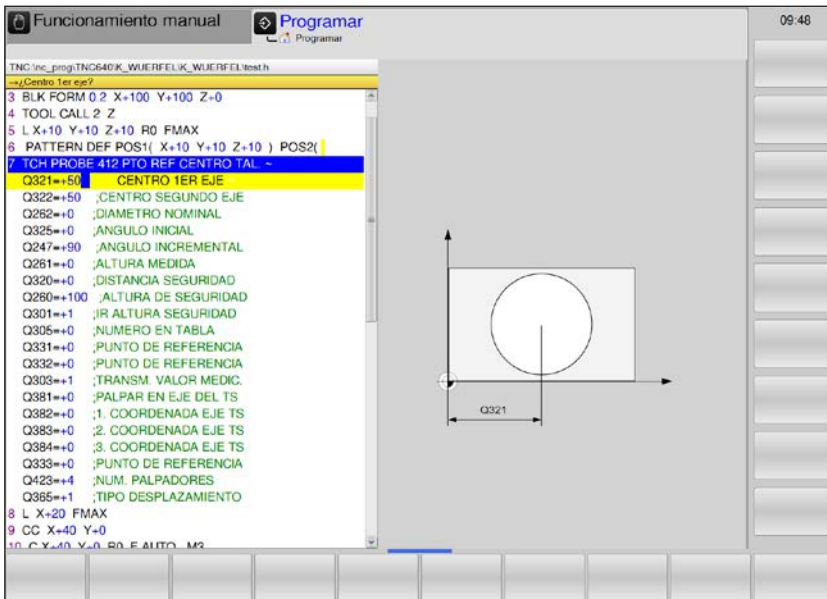 Funcionamiento manual
Programar
Programar
09:48
TNC:\nc_prog\TNC640\K_WUERFEL\K_WUERFEL\test.h
→¿Centro 1er eje?
3 BLK FORM 0.2 X+100 Y+100 Z+0
4 TOOL CALL 2 Z
5 L X+10 Y+10 Z+10 R0 FMAX
6 PATTERN DEF POS1( X+10 Y+10 Z+10 ) POS2(
7 TCH PROBE 412 PTO REF CENTRO TAL. ~
Q321=+50 CENTRO 1ER EJE
Q322=+50 ;CENTRO SEGUNDO EJE
Q262=+0 ;DIAMETRO NOMINAL
Q325=+0 ;ANGULO INICIAL
Q247=+90 ;ANGULO INCREMENTAL
Q261=+0 ;ALTURA MEDIDA
Q320=+0 ;DISTANCIA SEGURIDAD
Q260=+100 ;ALTURA DE SEGURIDAD
Q301=+1 ;IR ALTURA SEGURIDAD
Q305=+0 ;NUMERO EN TABLA
Q331=+0 ;PUNTO DE REFERENCIA
Q332=+0 ;PUNTO DE REFERENCIA
Q303=+1 ;TRANSM. VALOR MEDIC.
Q381=+0 ;PALPAR EN EJE DEL TS
Q382=+0 ;1. COORDENADA EJE TS
Q383=+0 ;2. COORDENADA EJE TS
Q384=+0 ;3. COORDENADA EJE TS
Q333=+0 ;PUNTO DE REFERENCIA
Q423=+4 ;NUM. PALPADORES
Q365=+1 ;TIPO DESPLAZAMIENTO
8 L X+20 FMAX
9 CC X+40 Y+0
10 C X+40 Y+0 R0 F AUTO M3
Q321